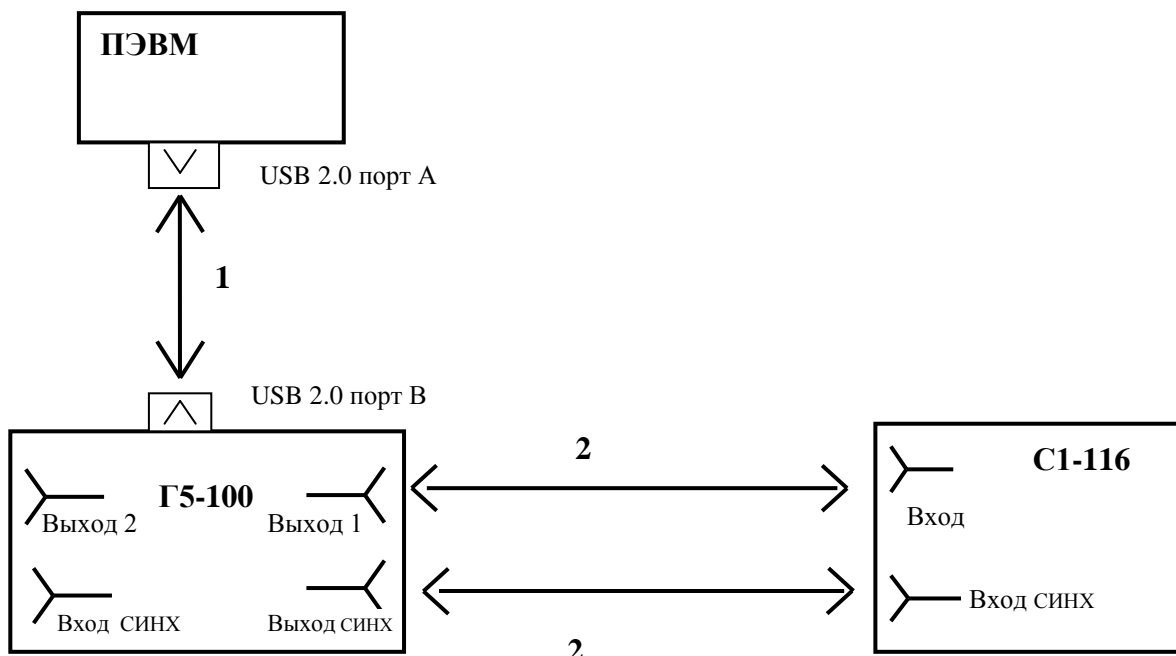 ПЭВМ
USB 2.0 порт А
1
USB 2.0 порт В
2
С1-116
Г5-100
Выход 2
Выход 1
Вход
Вход СИНХ
Вход СИНХ
Выход СИНХ
2